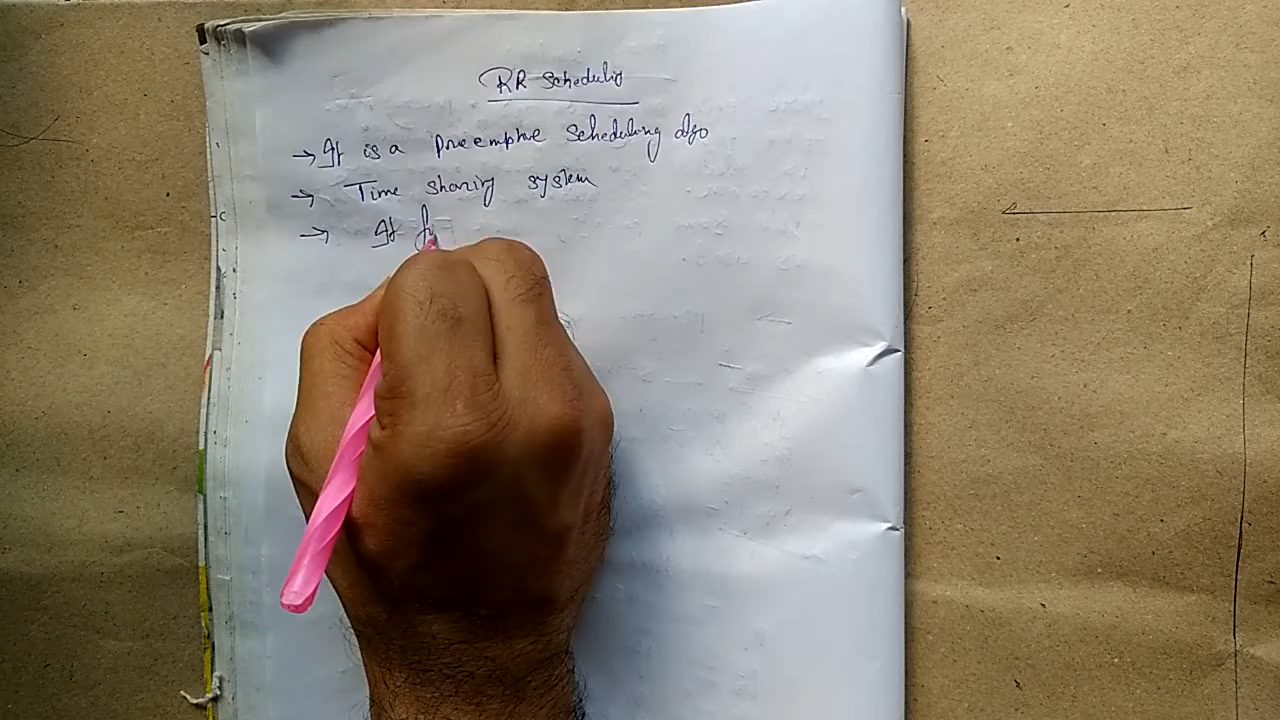 RR Scheduling
→ It is a Preemptive Scheduling algo
→ Time sharing system
→ It